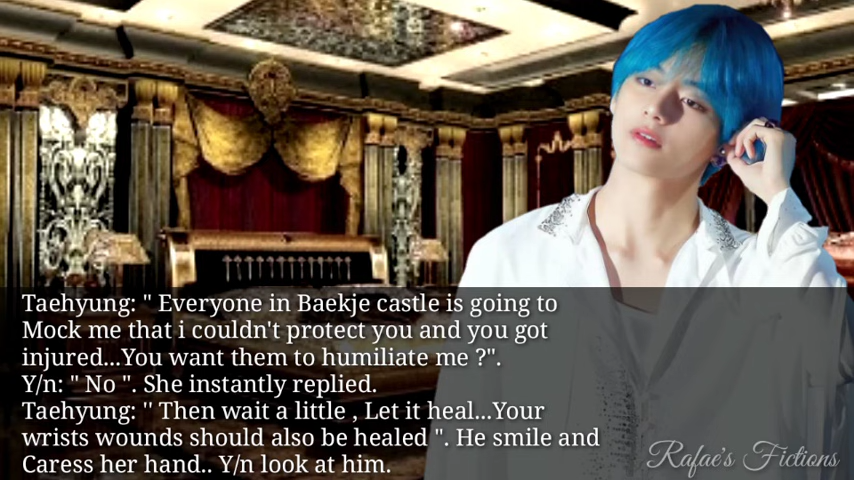 Taehyung: " Everyone in Baekje castle is going to
Mock me that i couldn't protect you and you got
injured...You want them to humiliate me ?".
Y/n: " No ". She instantly replied.
Taehyung: '' Then wait a little , Let it heal...Your
wrists wounds should also be healed ". He smile and
Caress her hand.. Y/n look at him.
Rafae's Fictions